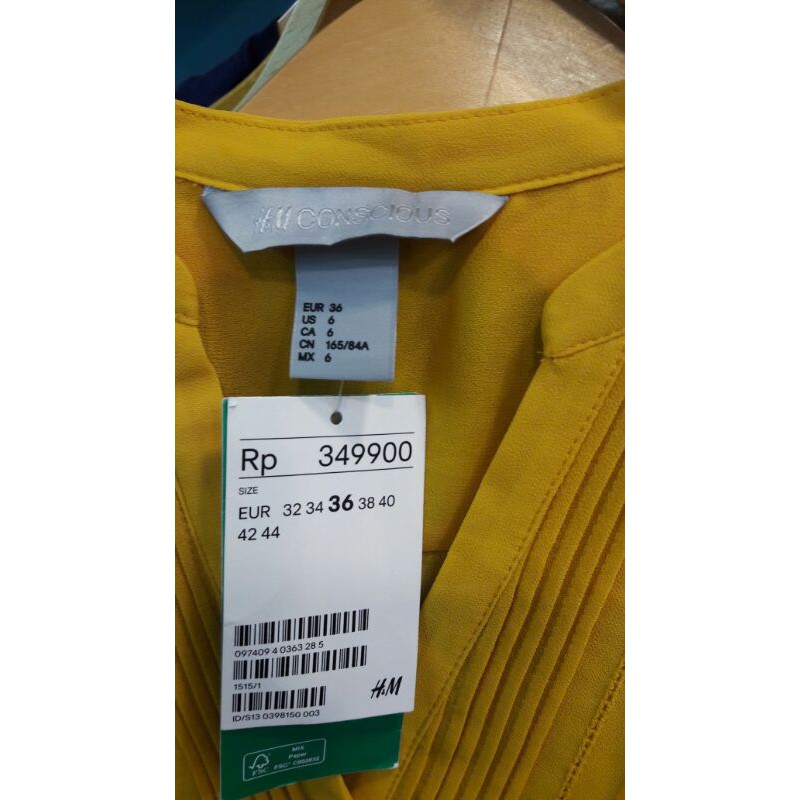 H&M CONSCIOUS
EUR 36
US 6
CA 6
CN 165/84A
MX 6
Rp 349900
SIZE
EUR 32 34 36 38 40
42 44
097409 4 0363 28 5
1515/1
H&M
ID/S13 0398150 003
MIX
Paper
FSC
FSC™